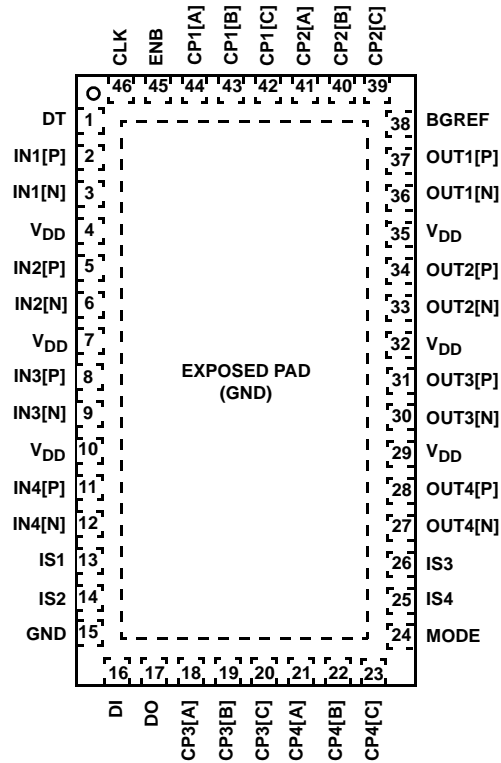 CLK
ENB
CP1[A]
CP1[B]
CP1[C]
CP2[A]
CP2[B]
CP2[C]
46 45 44 43 42 41 40 39
DT 1
IN1[P] 2
IN1[N] 3
VDD 4
IN2[P] 5
IN2[N] 6
VDD 7
IN3[P] 8
IN3[N] 9
VDD 10
IN4[P] 11
IN4[N] 12
IS1 13
IS2 14
GND 15
EXPOSED PAD
(GND)
38 BGREF
37 OUT1[P]
36 OUT1[N]
35 VDD
34 OUT2[P]
33 OUT2[N]
32 VDD
31 OUT3[P]
30 OUT3[N]
29 VDD
28 OUT4[P]
27 OUT4[N]
26 IS3
25 IS4
24 MODE
16 17 18 19 20 21 22 23
DI
DO
CP3[A]
CP3[B]
CP3[C]
CP4[A]
CP4[B]
CP4[C]